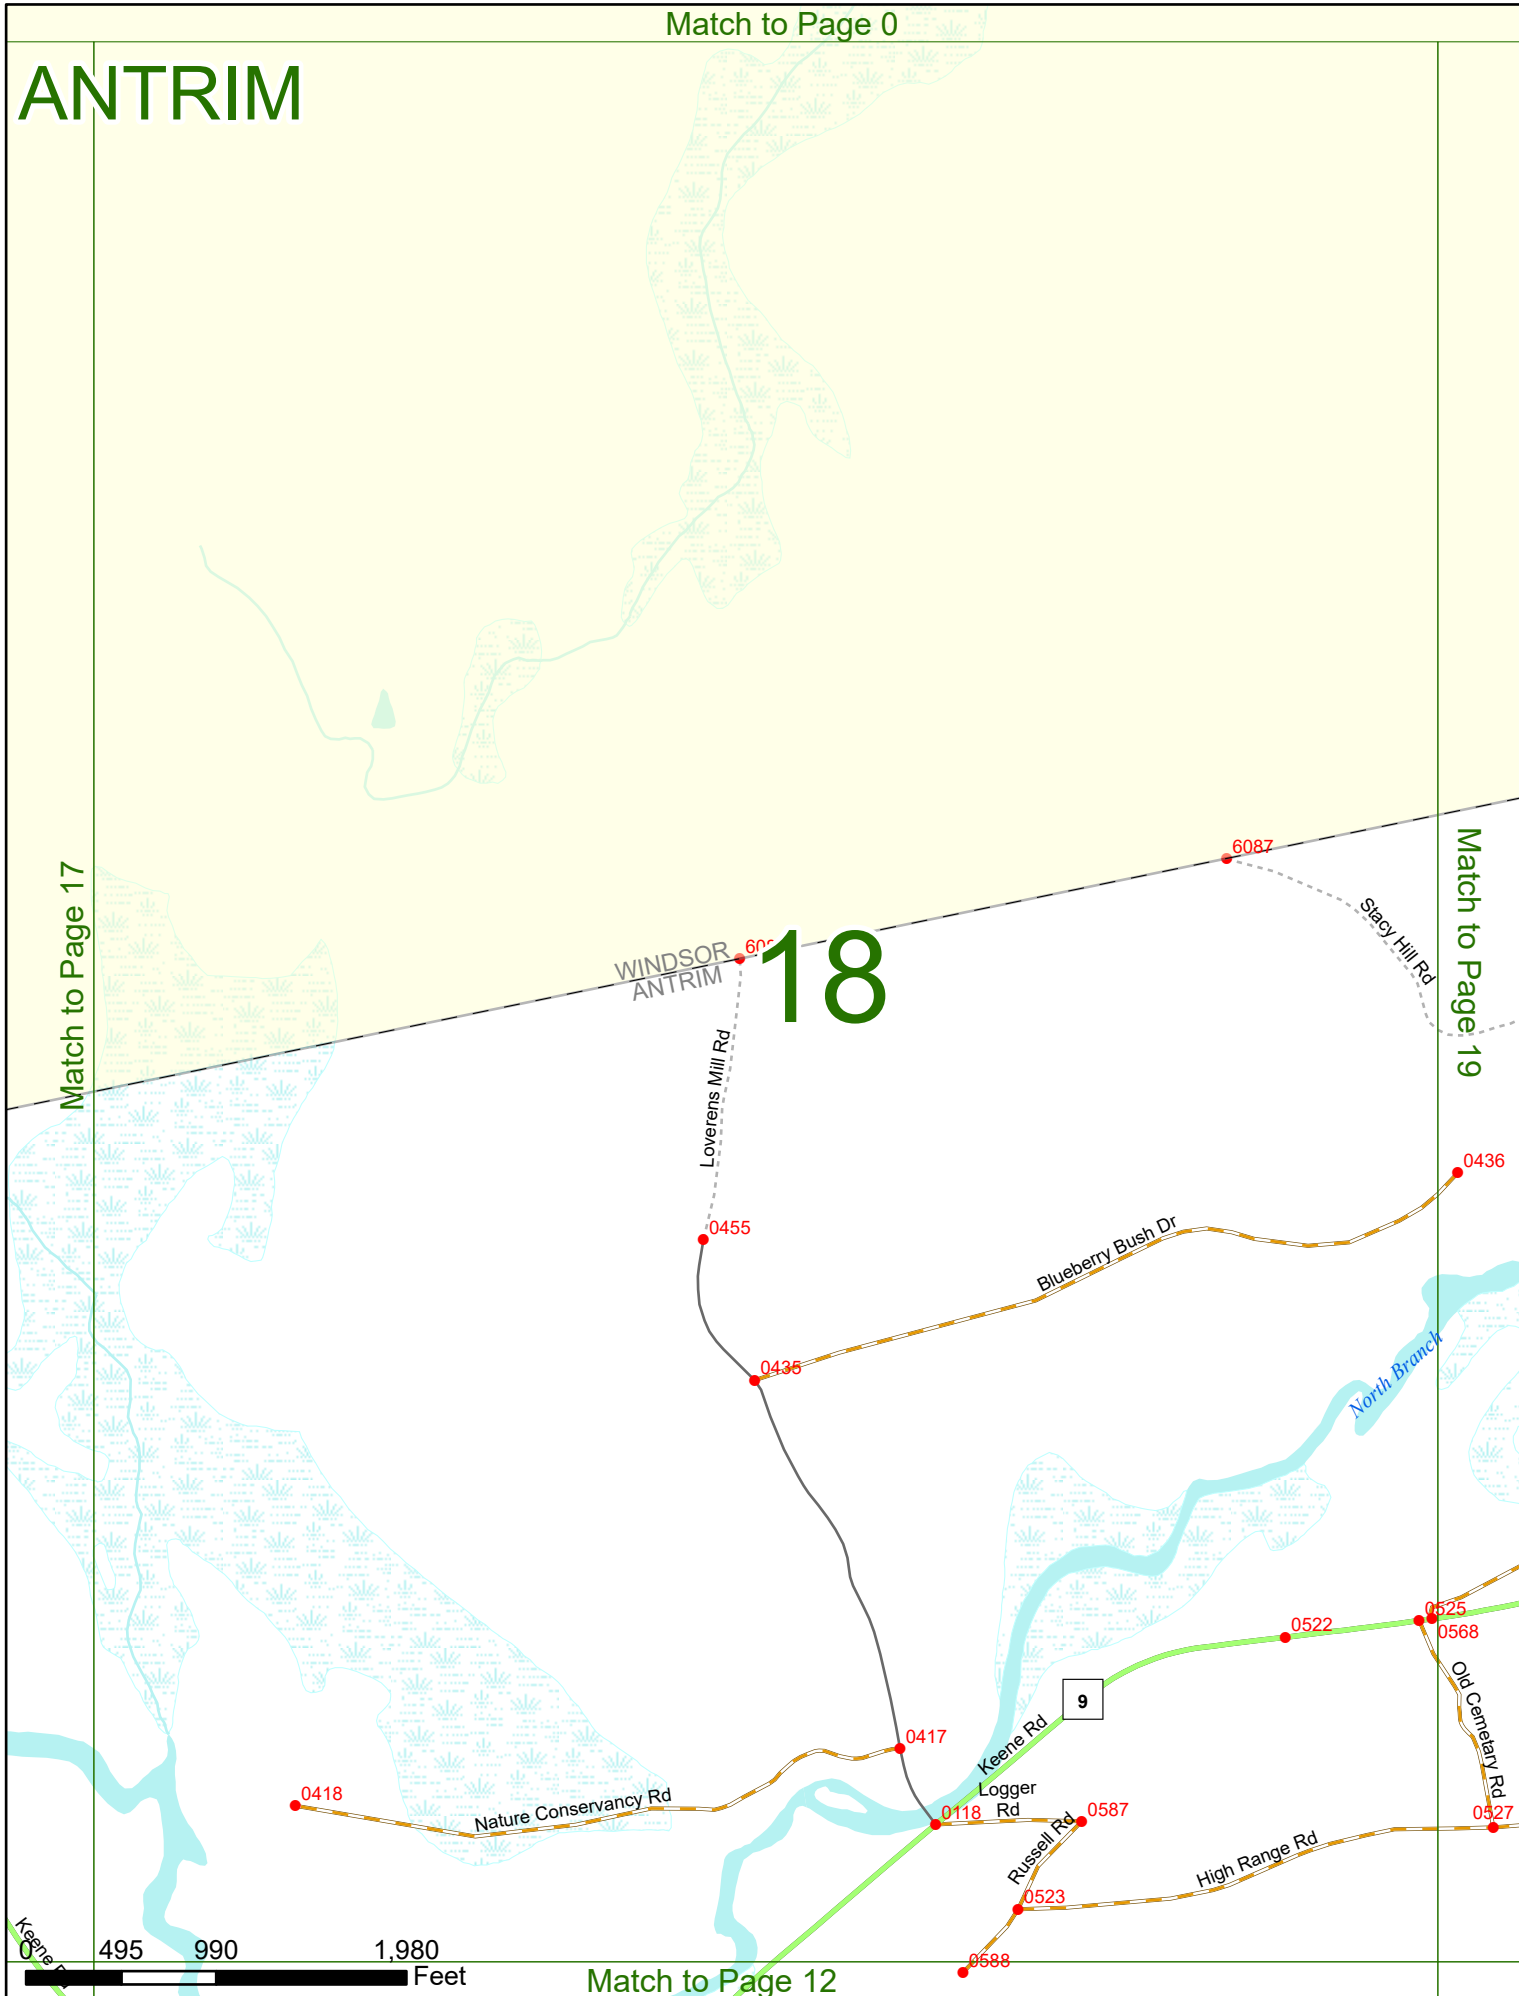 Match to Page 0
ANTRIM
Match to Page 17
Match to Page 19
6087
Stacy Hill Rd
WINDSOR
ANTRIM
18
Loverens Mill Rd
0436
0455
Blueberry Bush Dr
0435
North Branch
0525
0522
0568
Old Cemetary Rd
9
Keene Rd
0417
0418
Nature Conservancy Rd
Logger
Rd
0118
0587
0527
Russell Rd
High Range Rd
0523
0588
Keene
0 495 990 1,980
Feet
Match to Page 12